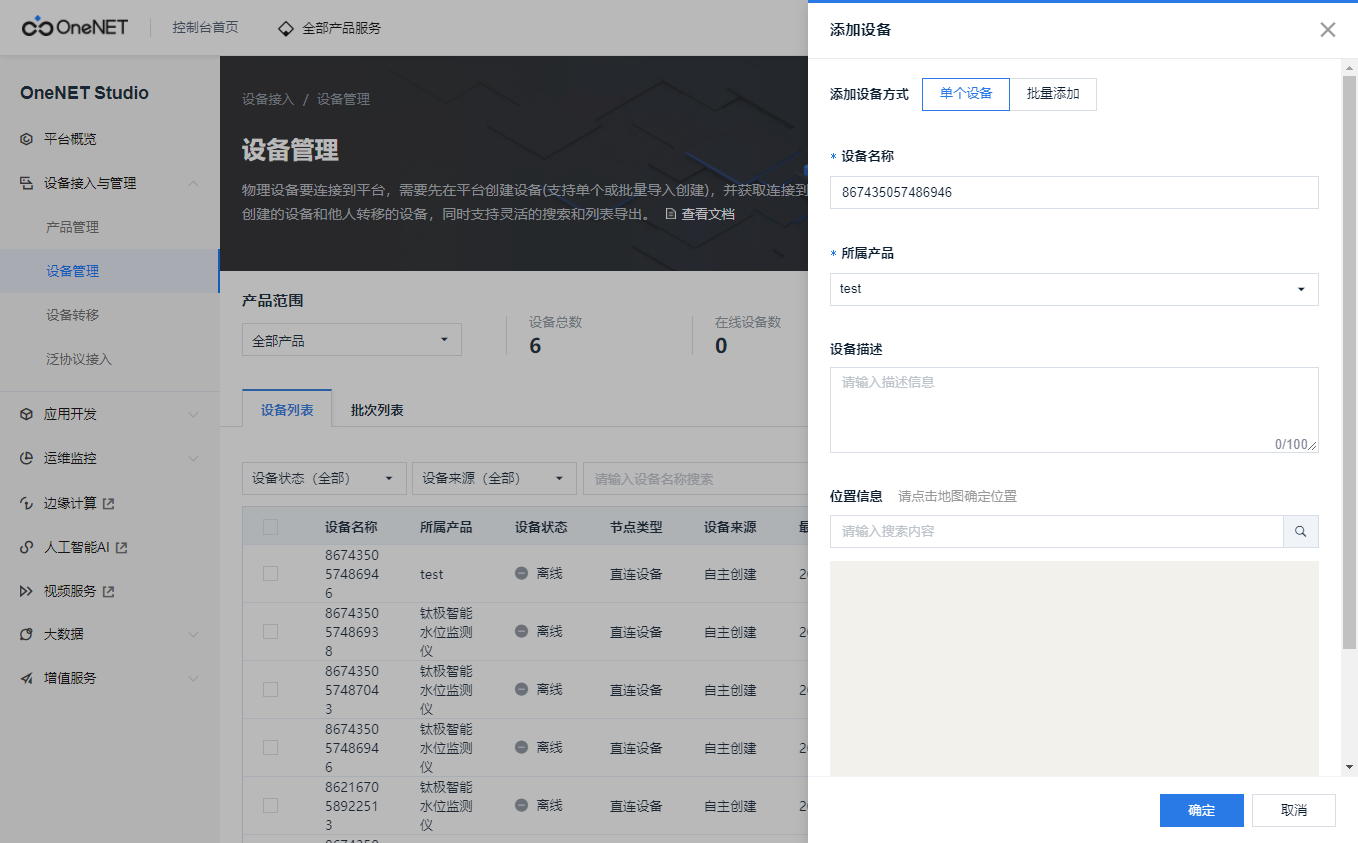 OneNET
控制台首页
全部产品服务
OneNET Studio
平台概览
设备接入与管理
产品管理
设备管理
设备转移
泛协议接入
应用开发
运维监控
边缘计算
人工智能AI
视频服务
大数据
增值服务
设备接入 / 设备管理
设备管理
物理设备要连接到平台，需要先在平台创建设备(支持单个或批量导入创建)，并获取连接到
创建的设备和他人转移的设备，同时支持灵活的搜索和列表导出。 查看文档
产品范围
全部产品
设备总数
6
在线设备数
0
设备列表 批次列表
设备状态（全部） 设备来源（全部） 请输入设备名称搜索
设备名称 所属产品 设备状态 节点类型 设备来源
8674350
5748694
6
test 离线 直连设备 自主创建
8674350
5748693
8
钛极智能
水位监测
仪
离线 直连设备 自主创建
8674350
5748704
3
钛极智能
水位监测
仪
离线 直连设备 自主创建
8674350
5748694
6
钛极智能
水位监测
仪
离线 直连设备 自主创建
8621670
5892251
3
钛极智能
水位监测
仪
离线 直连设备 自主创建
添加设备
添加设备方式 单个设备 批量添加
* 设备名称
867435057486946
* 所属产品
test
设备描述
请输入描述信息
0/100
位置信息 请点击地图确定位置
请输入搜索内容
确定 取消